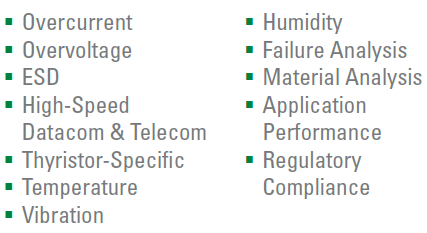 ▪ Overcurrent
▪ Overvoltage
▪ ESD
▪ High-Speed
Datacom & Telecom
▪ Thyristor-Specific
▪ Temperature
▪ Vibration
▪ Humidity
▪ Failure Analysis
▪ Material Analysis
▪ Application
Performance
▪ Regulatory
Compliance